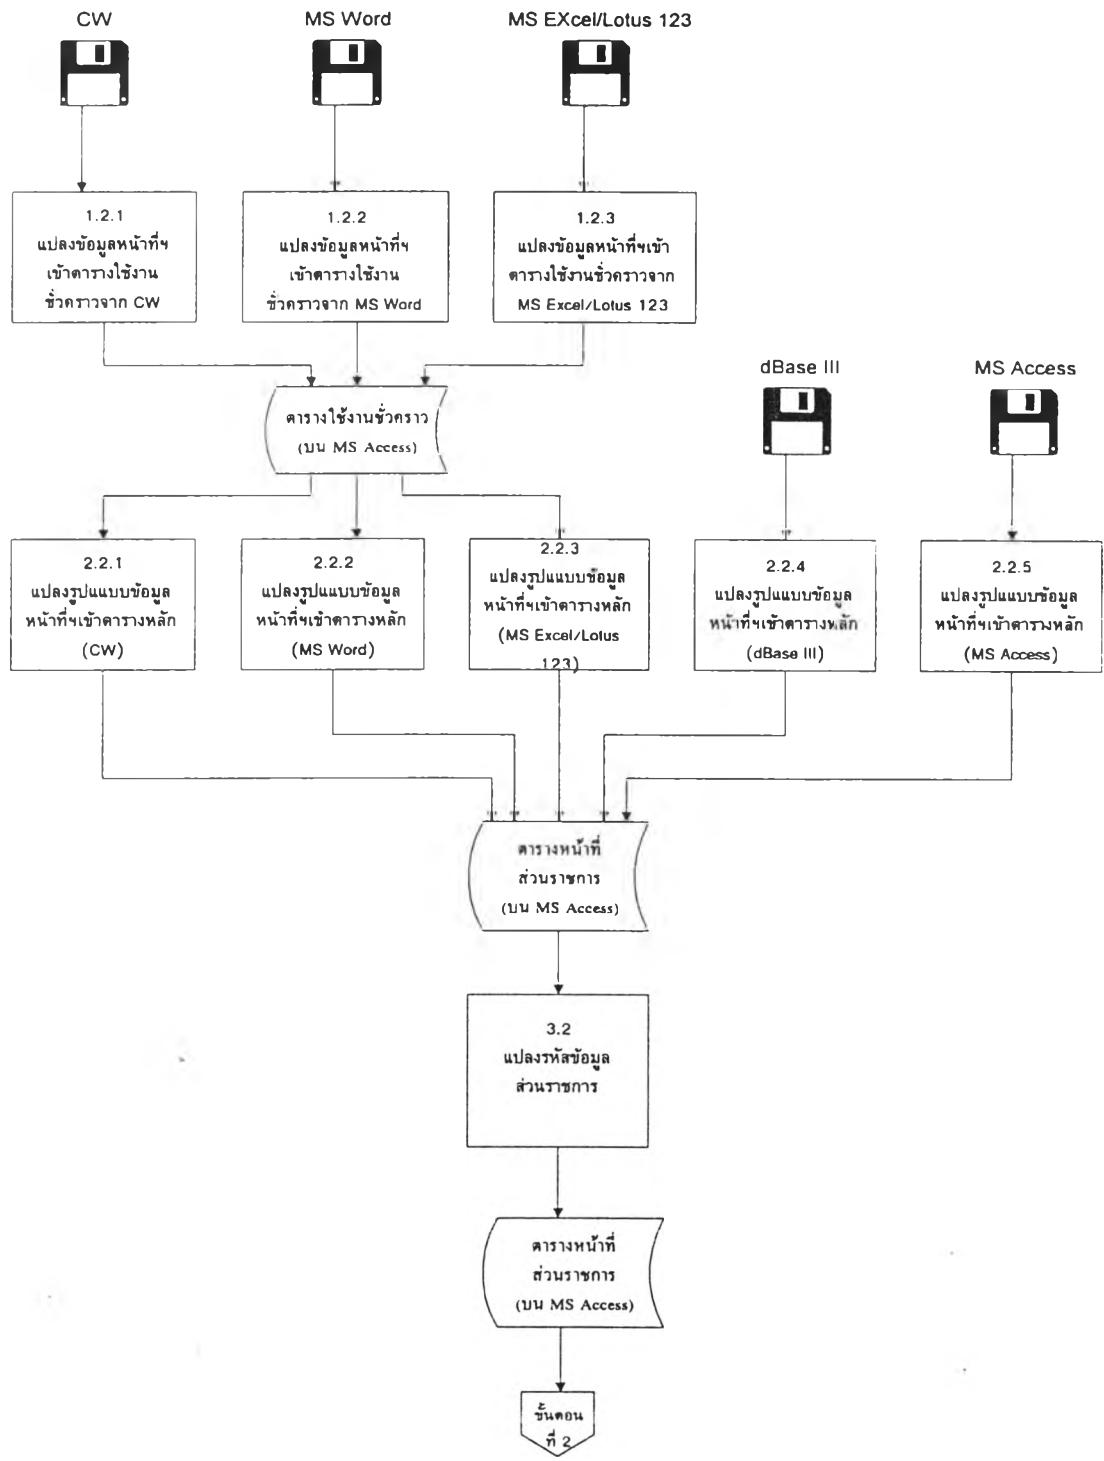 CW
MS Word
MS EXcel/Lotus 123
1.2.1
แปลงข้อมูลหน้าที่ฯ
เข้าตารางใช้งาน
ชั่วคราวจาก CW
1.2.2
แปลงข้อมูลหน้าที่ฯ
เข้าตารางใช้งาน
ชั่วคราวจาก MS Word
1.2.3
แปลงข้อมูลหน้าที่ฯเข้า
ตารางใช้งานชั่วคราวจาก
MS Excel/Lotus 123
dBase III
MS Access
ตารางใช้งานชั่วคราว
(บน MS Access)
2.2.1
แปลงรูปแบบข้อมูล
หน้าที่ฯเข้าตารางหลัก
(CW)
2.2.2
แปลงรูปแบบข้อมูล
หน้าที่ฯเข้าตารางหลัก
(MS Word)
2.2.3
แปลงรูปแบบข้อมูล
หน้าที่ฯเข้าตารางหลัก
(MS Excel/Lotus
123)
2.2.4
แปลงรูปแบบข้อมูล
หน้าที่ฯเข้าตารางหลัก
(dBase III)
2.2.5
แปลงรูปแบบข้อมูล
หน้าที่ฯเข้าตารางหลัก
(MS Access)
ตารางหน้าที่
ส่วนราชการ
(บน MS Access)
3.2
แปลงรหัสข้อมูล
ส่วนราชการ
ตารางหน้าที่
ส่วนราชการ
(บน MS Access)
ขั้นตอน
ที่ 2